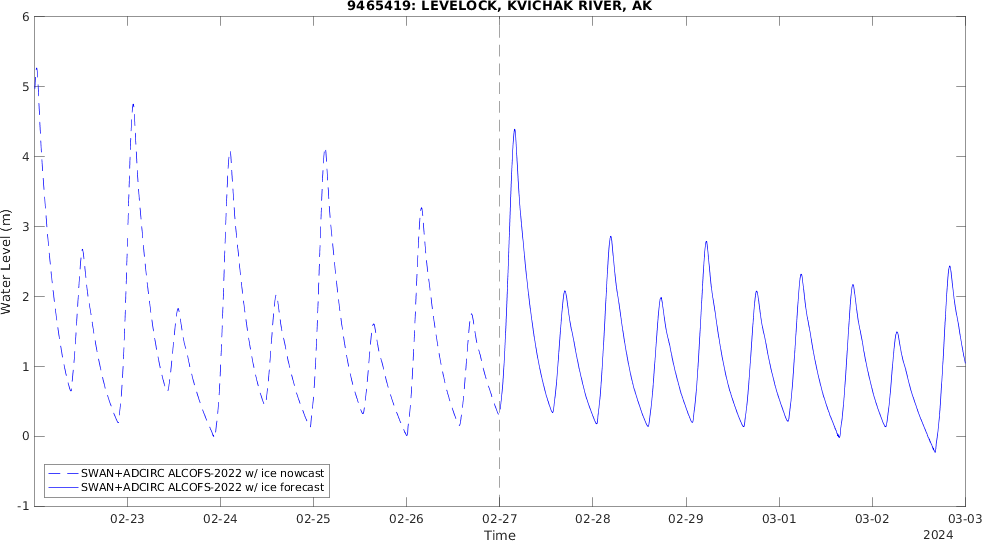 9465419: LEVELOCK, KVICHAK RIVER, AK
6
5
4
3
2
1
0
-1
Water Level (m)
SWAN+ADCIRC ALCOFS-2022 w/ ice nowcast
SWAN+ADCIRC ALCOFS-2022 w/ ice forecast
02-23 02-24 02-25 02-26 02-27 02-28 02-29 03-01 03-02 03-03
Time
2024